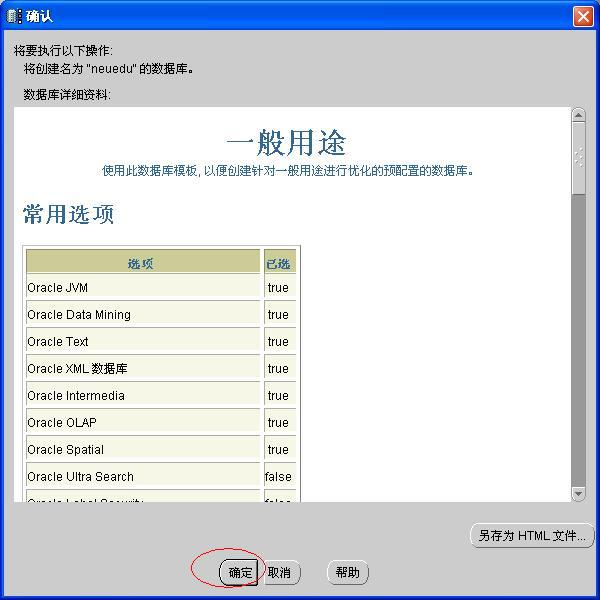 确认
将要执行以下操作:
将创建名为 "neuedu" 的数据库。
数据库详细资料:
一般用途
使用此数据库模板, 以便创建针对一般用途进行优化的预配置的数据库。
常用选项
选项 已选
Oracle JVM true
Oracle Data Mining true
Oracle Text true
Oracle XML 数据库 true
Oracle Intermedia true
Oracle OLAP true
Oracle Spatial true
Oracle Ultra Search false
Oracle Label Security false
另存为 HTML 文件...
确定 取消 帮助